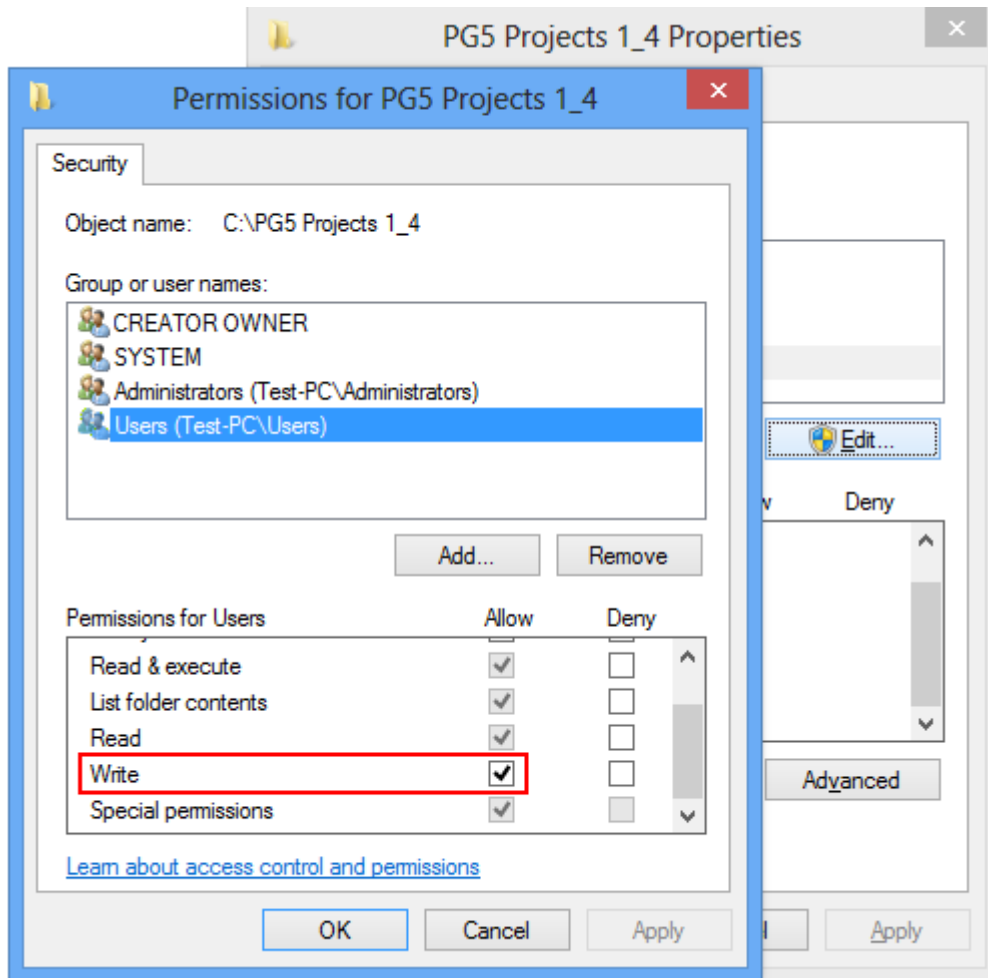 PG5 Projects 1_4 Properties
Permissions for PG5 Projects 1_4
Security
Object name: C:\PG5 Projects 1_4
Group or user names:
CREATOR OWNER
SYSTEM
Administrators (Test-PC\Administrators)
Users (Test-PC\Users)
Edit...
Deny
Add... Remove
Permissions for Users Allow Deny
Read & execute
List folder contents
Read
Write
Special permissions
Advanced
Learn about access control and permissions
OK Cancel Apply
Apply